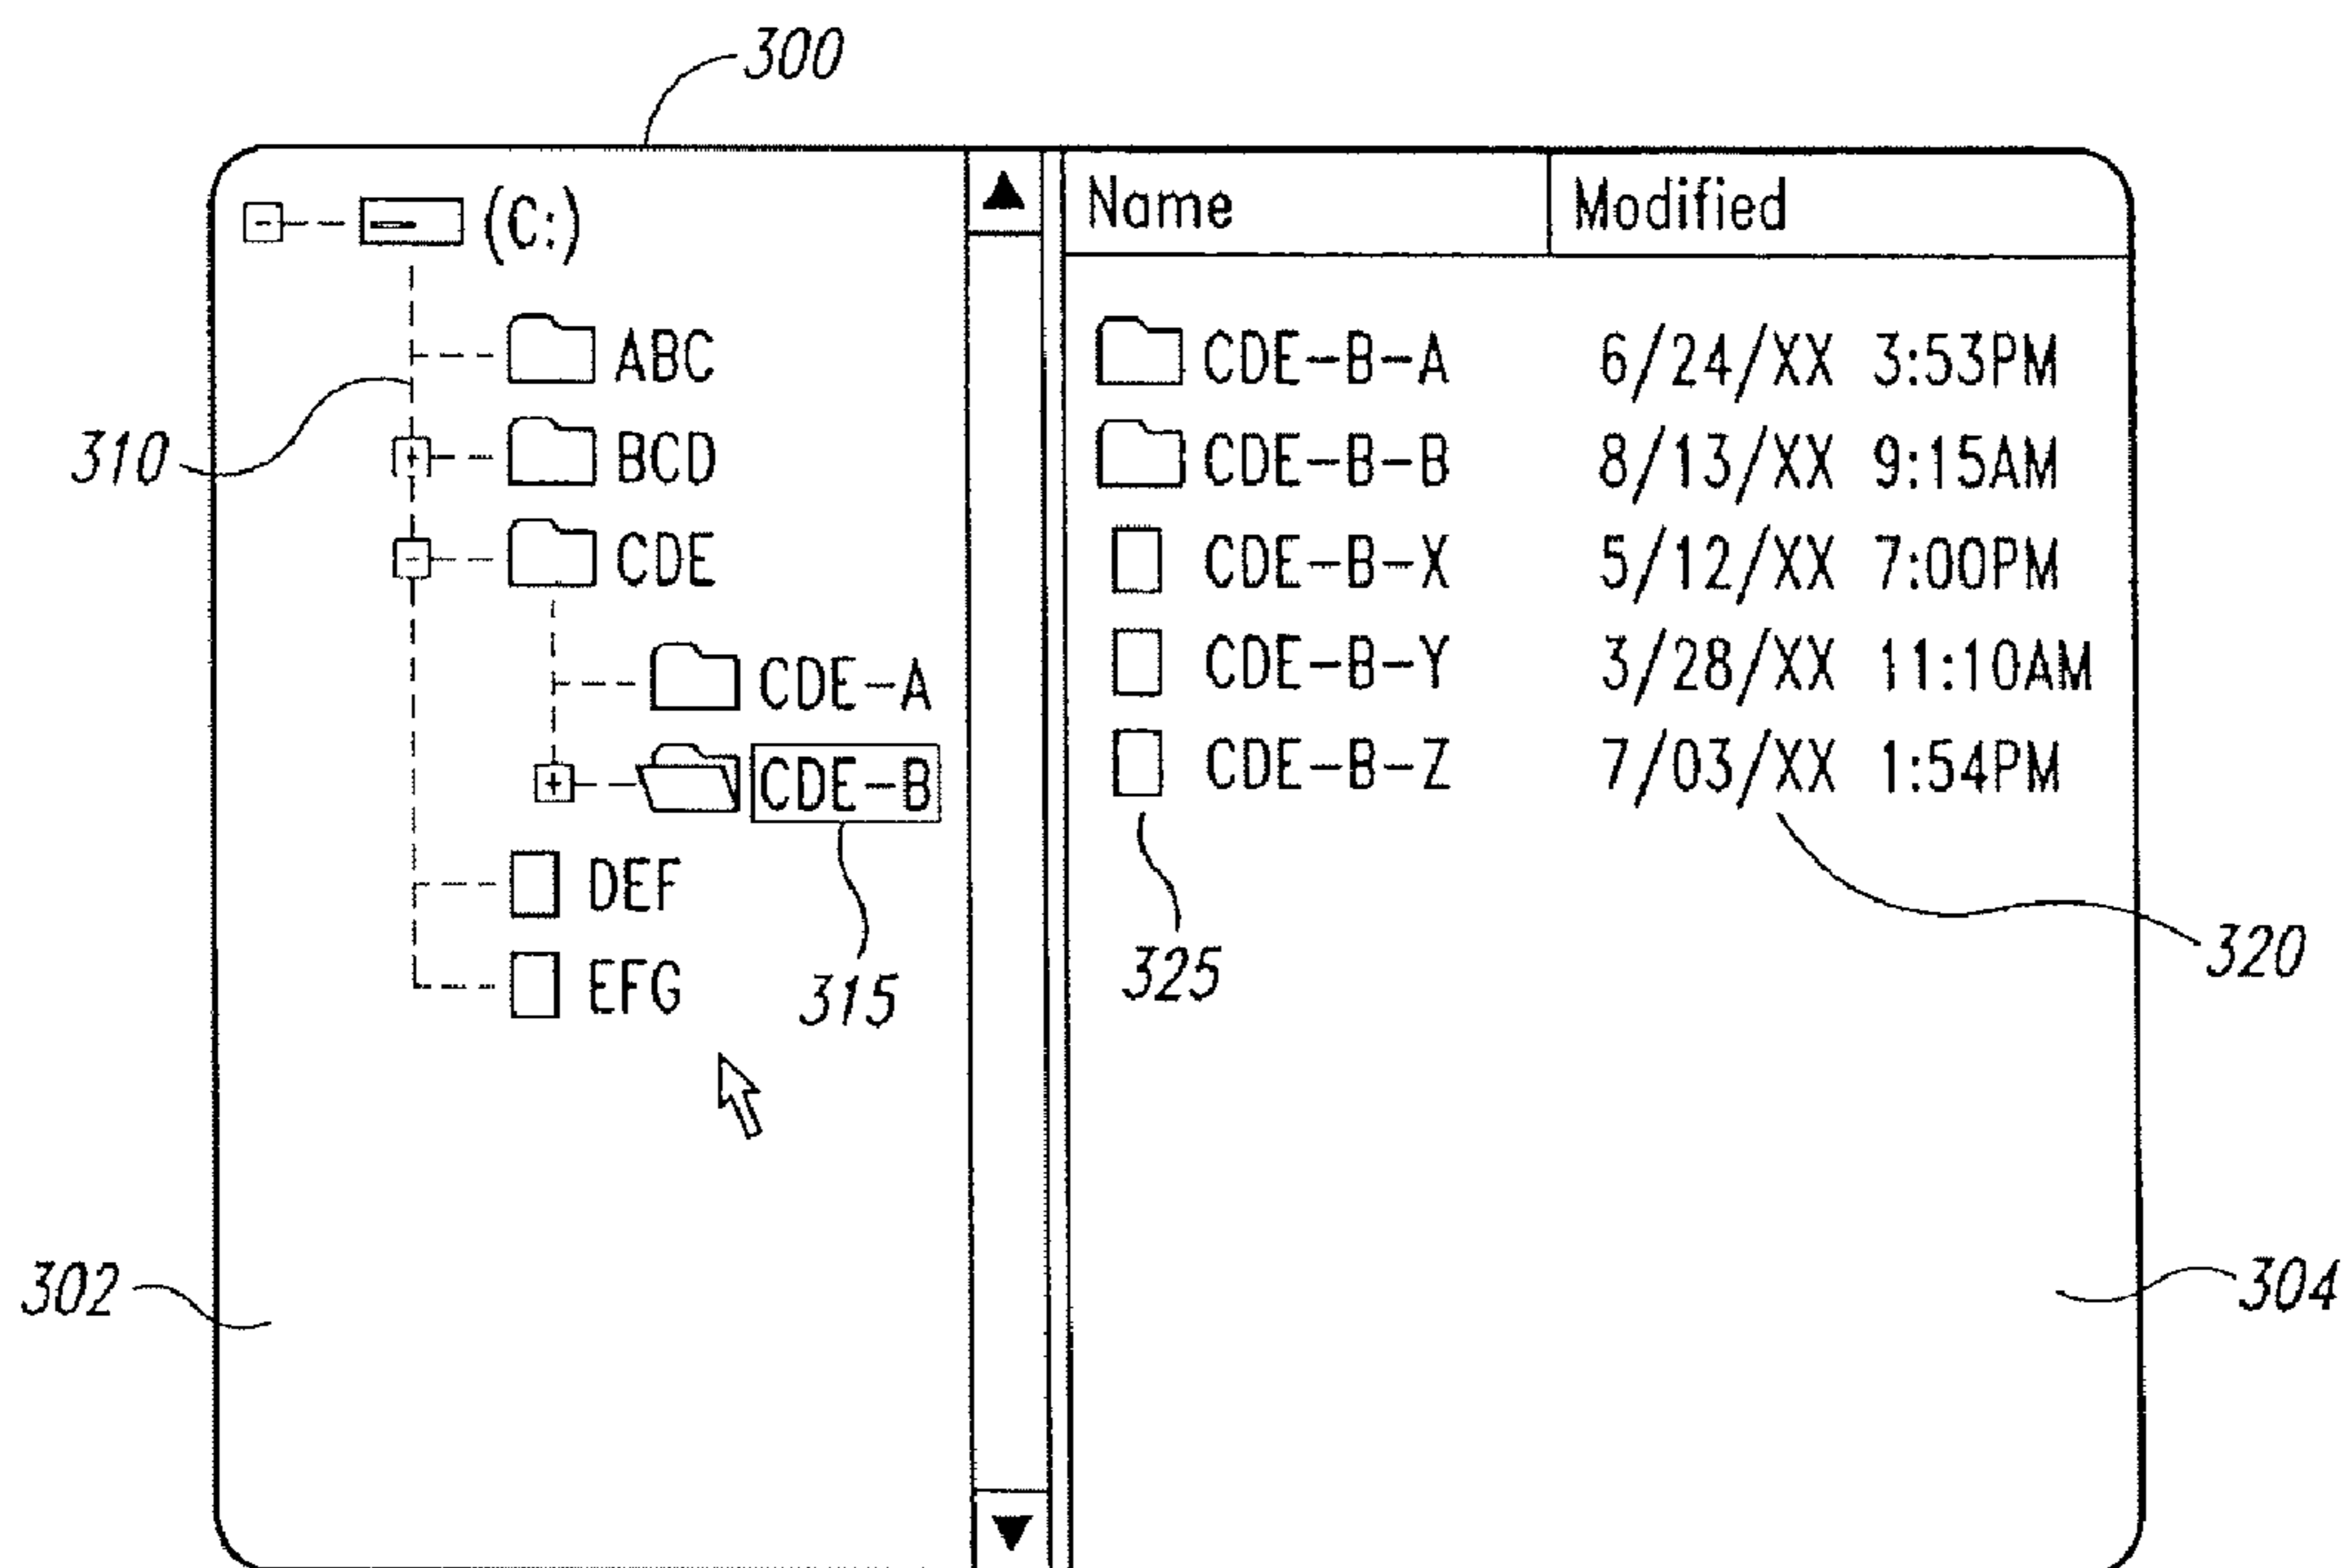 300
(C:)
Name Modified
ABC
310
BCD
CDE
CDE-A
CDE-B
DEF
EFG
315
CDE-B-A 6/24/XX 3:53PM
CDE-B-B 8/13/XX 9:15AM
CDE-B-X 5/12/XX 7:00PM
CDE-B-Y 3/28/XX 11:10AM
CDE-B-Z 7/03/XX 1:54PM
325
320
302
304